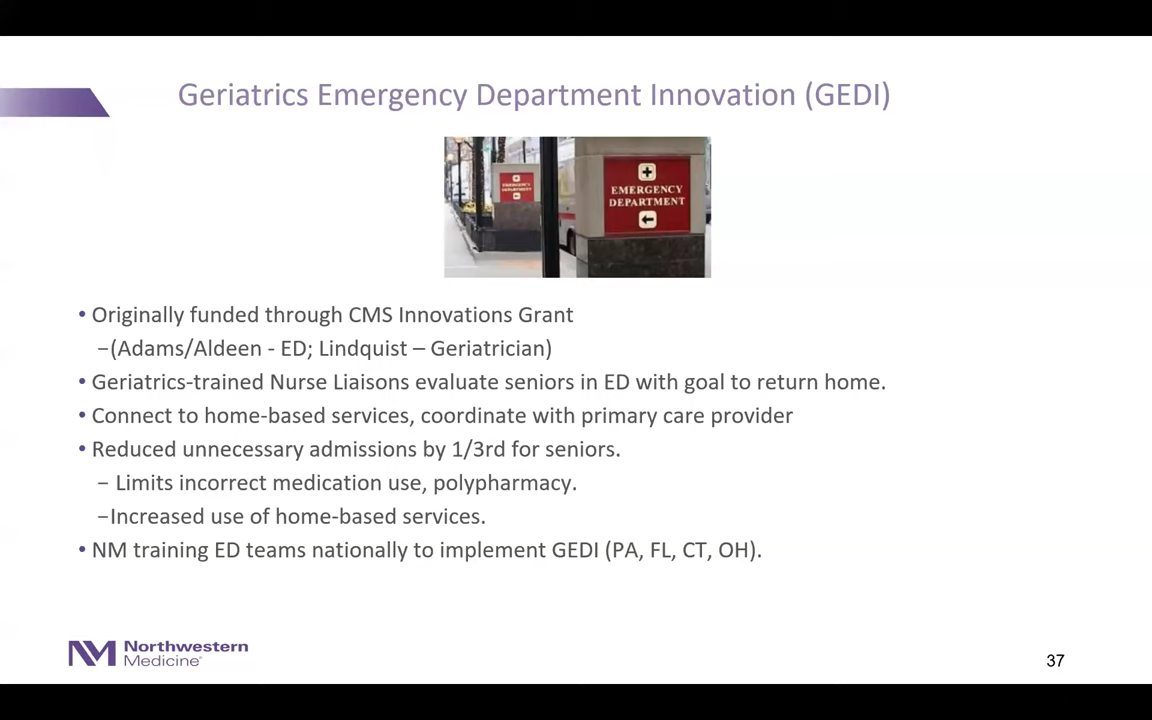 Geriatrics Emergency Department Innovation (GEDI)
EMERGENCY
DEPARTMENT
EMERGENCY
DEPARTMENT
• Originally funded through CMS Innovations Grant
−(Adams/Aldeen - ED; Lindquist – Geriatrician)
• Geriatrics-trained Nurse Liaisons evaluate seniors in ED with goal to return home.
• Connect to home-based services, coordinate with primary care provider
• Reduced unnecessary admissions by 1/3rd for seniors.
− Limits incorrect medication use, polypharmacy.
−Increased use of home-based services.
• NM training ED teams nationally to implement GEDI (PA, FL, CT, OH).
NM Northwestern
Medicine®
37